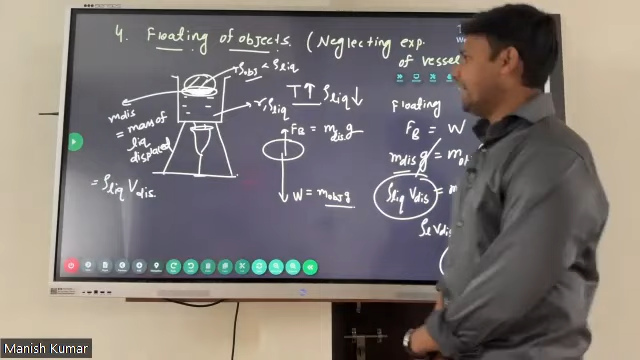 4. Floating of objects. (Neglecting exp.
of vessel
ρobj < ρliq
T↑ ρliq↓
γ, ρliq
mdis
= mass of
liq
displaced
= ρliq Vdis.
FB = mdis g
W = mobj g
Floating
FB = W
mdis g = m
ρliq Vdis = m
Manish Kumar